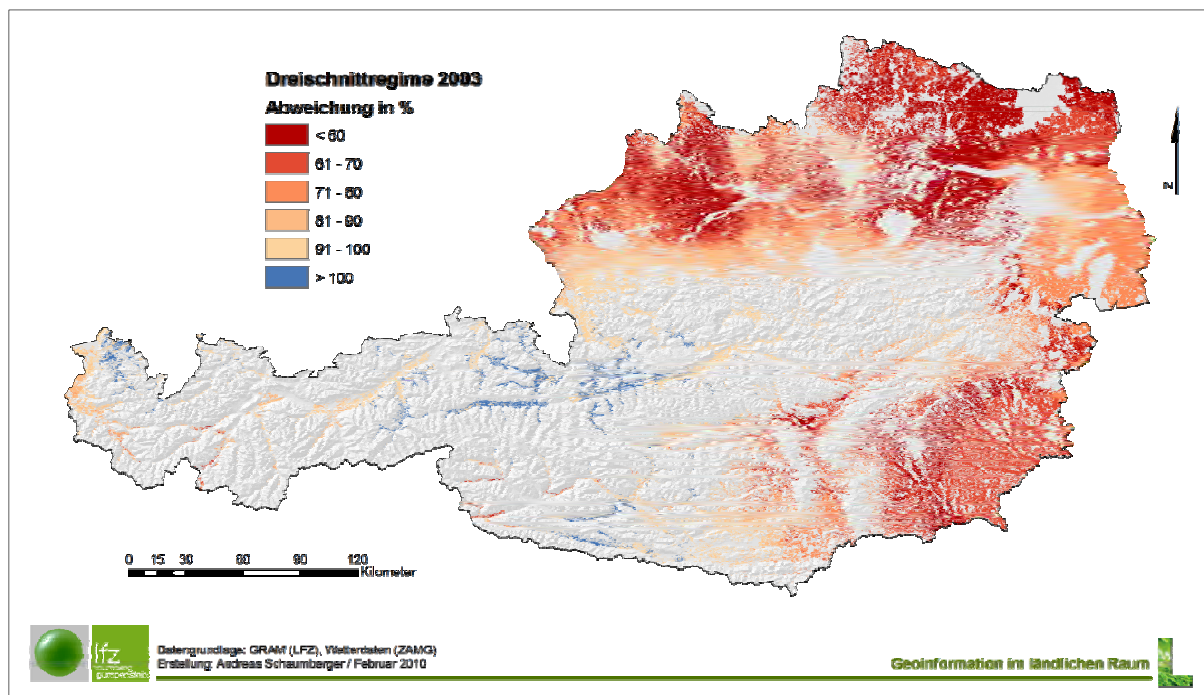 Dreischnittregime 2003
Abweichung in %
< 60
61 - 70
71 - 80
81 - 90
91 - 100
> 100
N
0 15 30 60 90 120
Kilometer
lfz
gumpenstein
Datengrundlage: GRAM (LFZ), Wetterdaten (ZAMG)
Erstellung: Andreas Schaumberger / Februar 2010
Geoinformation im ländlichen Raum